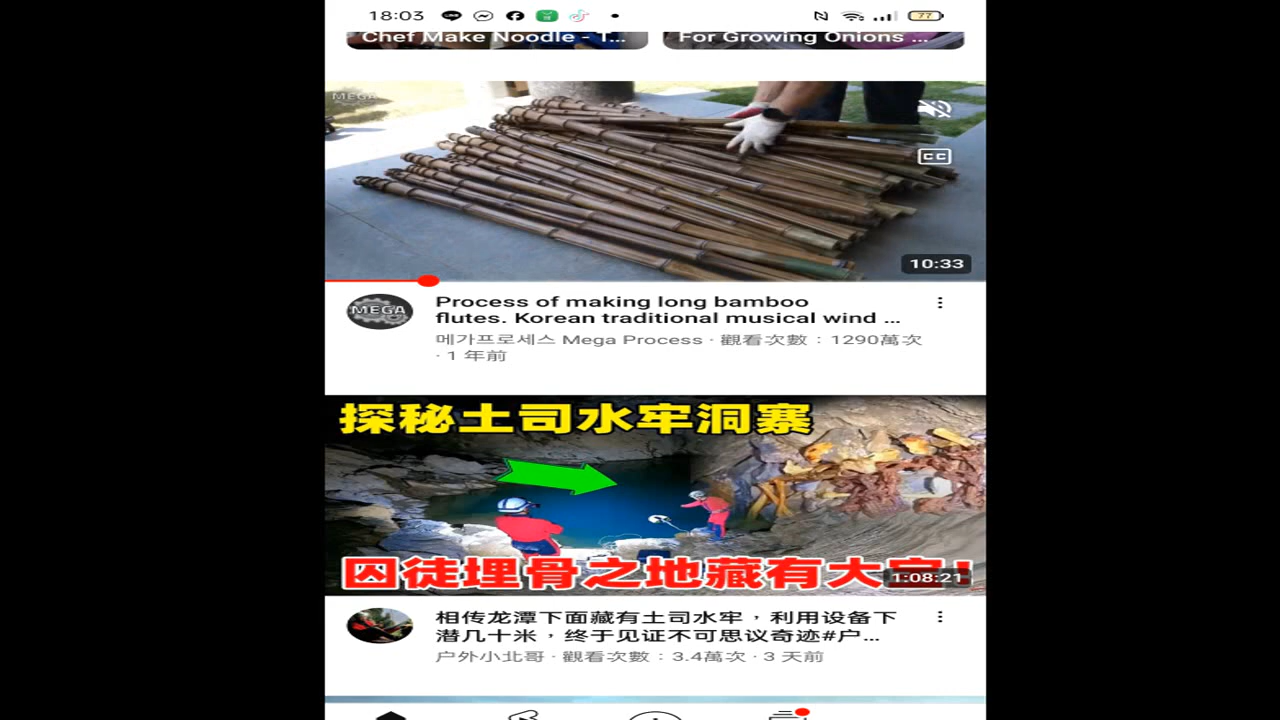 18:03
77
Chef Make Noodle - T...
For Growing Onions ...
MEGA
CC
10:33
MEGA
Process of making long bamboo
flutes. Korean traditional musical wind ...
메가프로세스 Mega Process · 觀看次數：1290萬次
· 1 年前
探秘土司水牢洞寨
囚徒埋骨之地藏有大
1:08:21
相传龙潭下面藏有土司水牢，利用设备下
潜几十米，终于见证不可思议奇迹#户...
户外小北哥 · 觀看次數：3.4萬次 · 3 天前